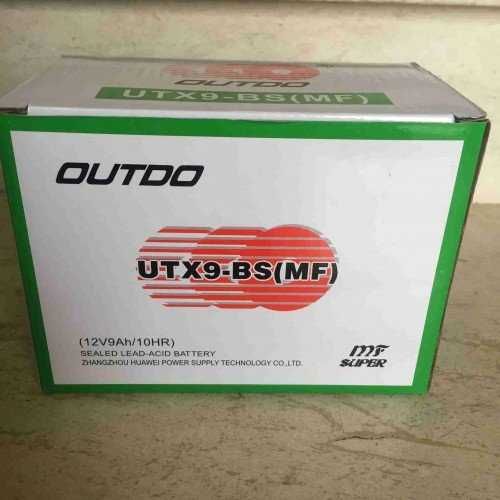 OUTDO
UTX9-BS(MF)
OUTDO
UTX9-BS(MF)
(12V9Ah/10HR)
SEALED LEAD-ACID BATTERY
ZHANGZHOU HUAWEI POWER SUPPLY TECHNOLOGY CO.,LTD.
MF
SUPER